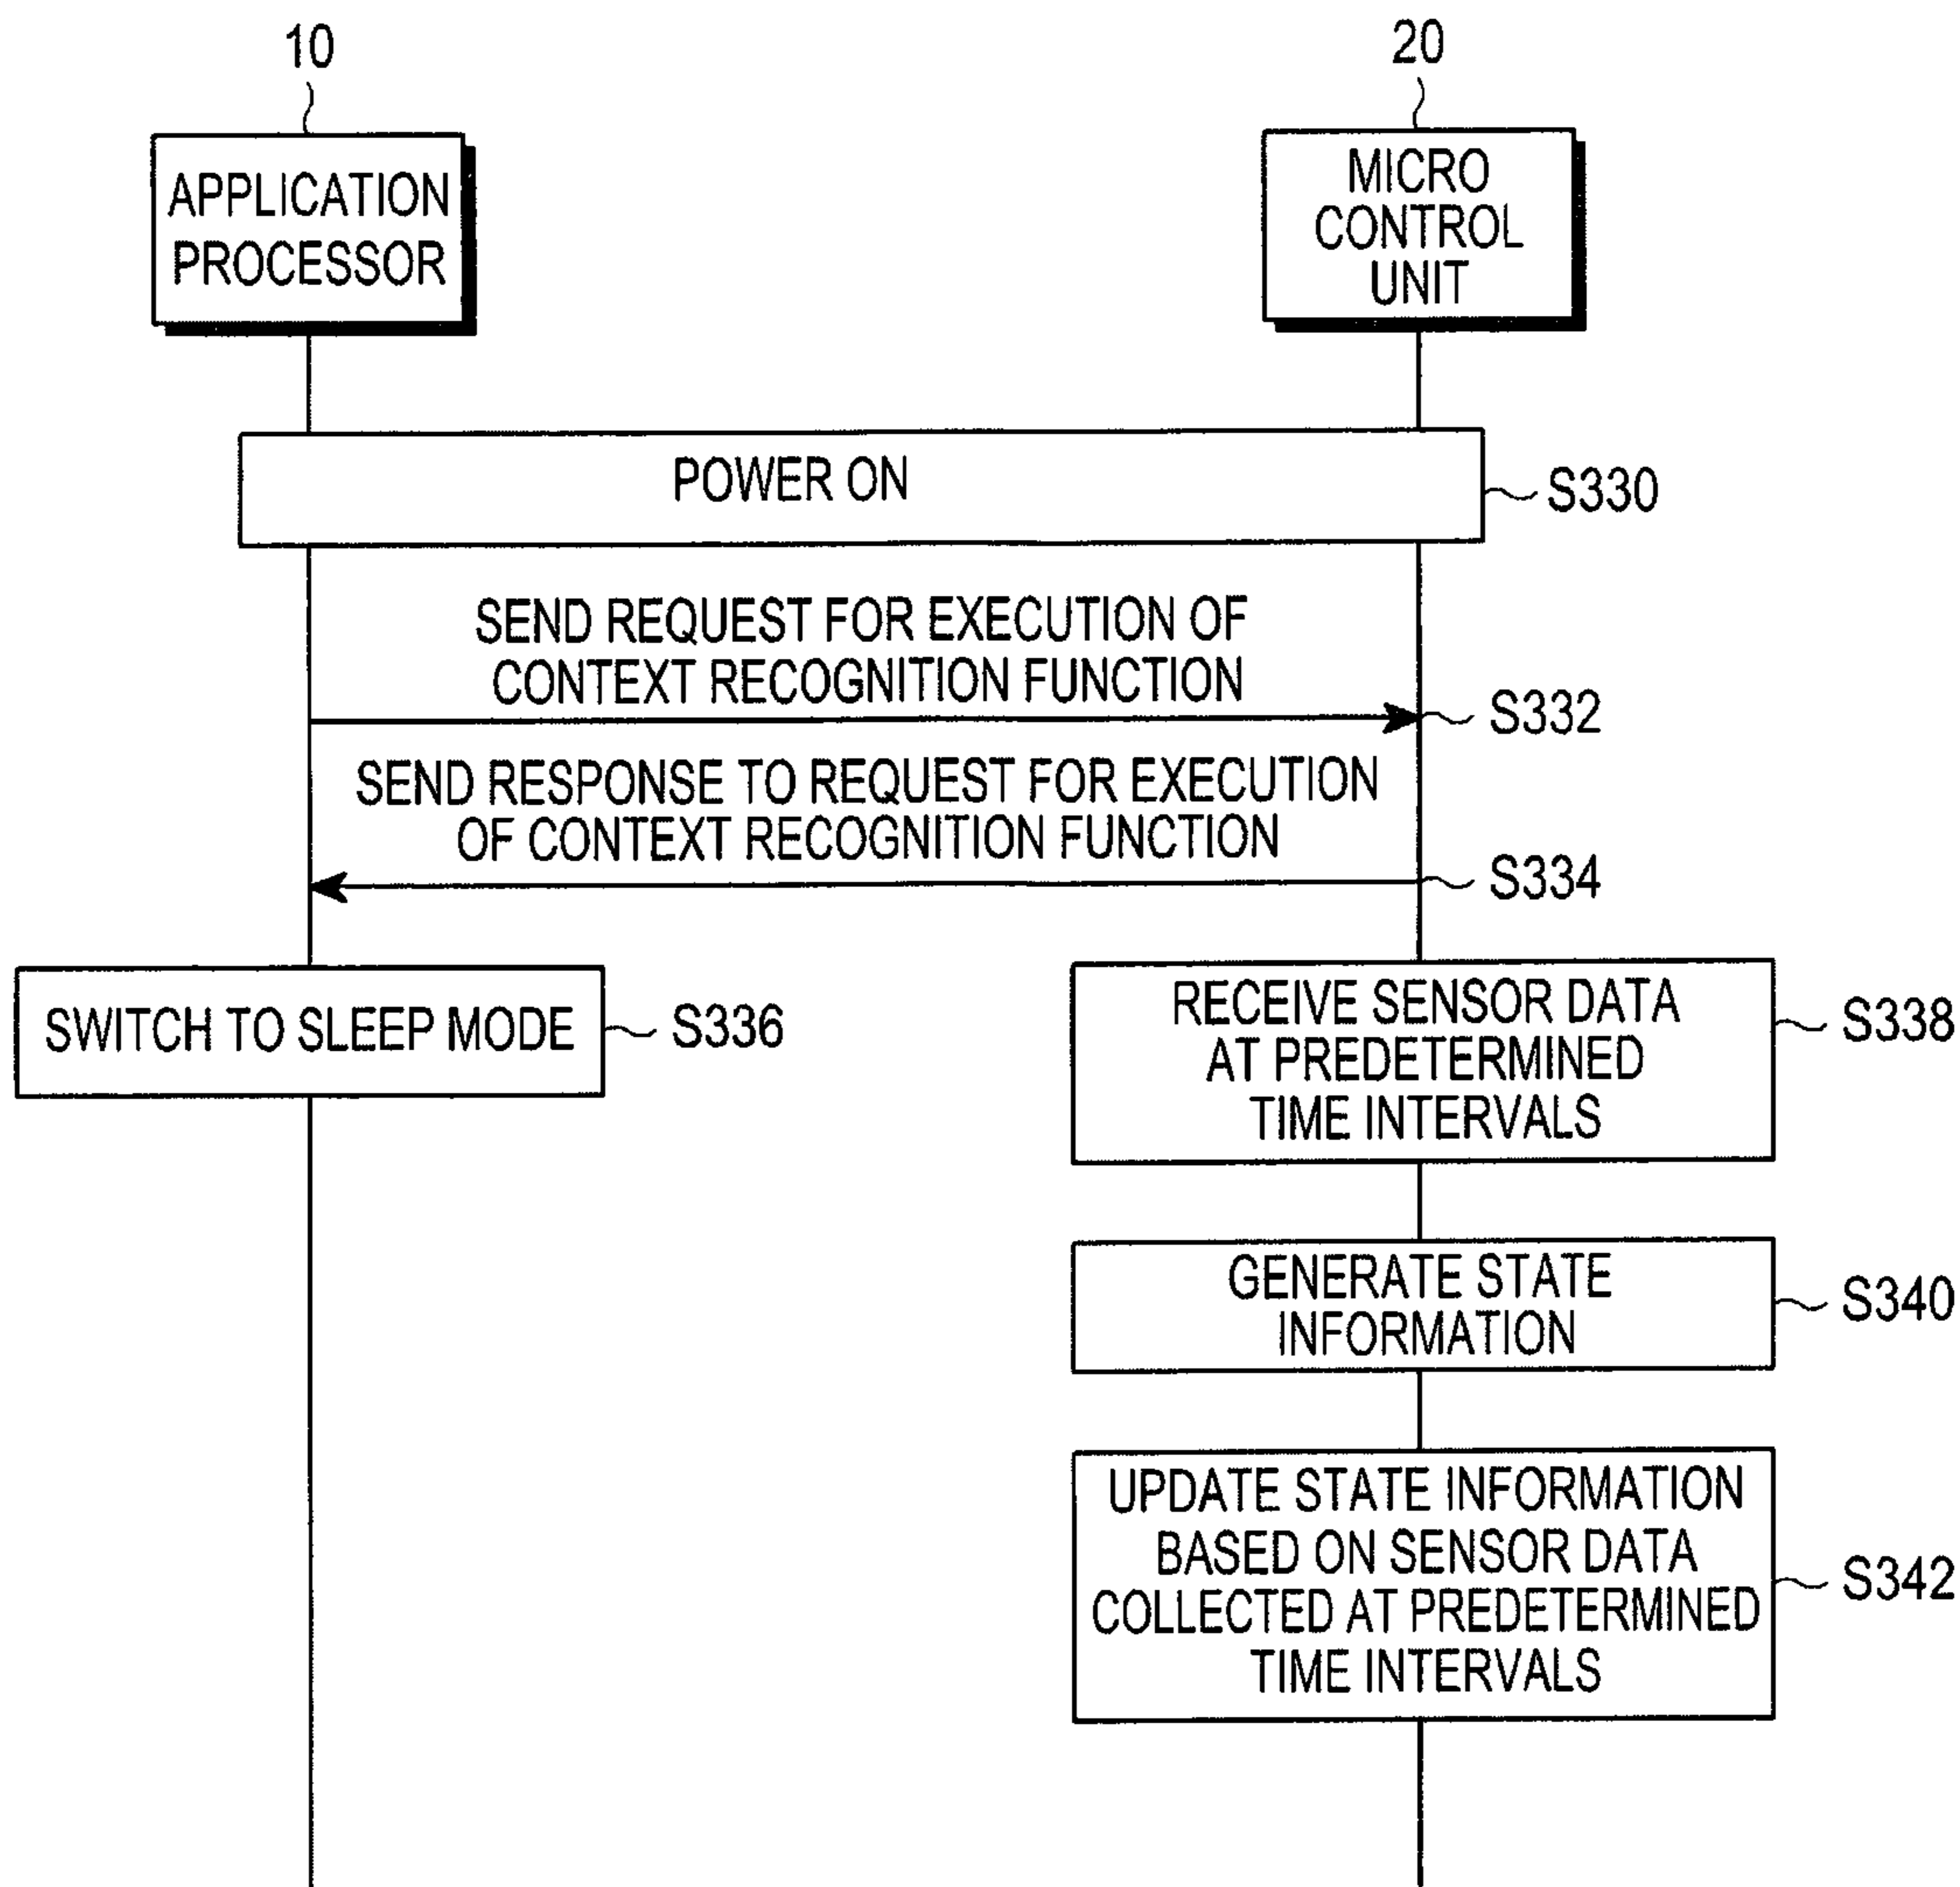 10
20
APPLICATION
PROCESSOR
MICRO
CONTROL
UNIT
POWER ON
S330
SEND REQUEST FOR EXECUTION OF
CONTEXT RECOGNITION FUNCTION
S332
SEND RESPONSE TO REQUEST FOR EXECUTION
OF CONTEXT RECOGNITION FUNCTION
S334
SWITCH TO SLEEP MODE
S336
RECEIVE SENSOR DATA
AT PREDETERMINED
TIME INTERVALS
S338
GENERATE STATE
INFORMATION
S340
UPDATE STATE INFORMATION
BASED ON SENSOR DATA
COLLECTED AT PREDETERMINED
TIME INTERVALS
S342